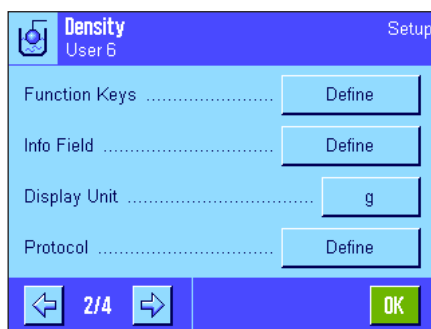 Density
Setup
User 6
Function Keys ........................ Define
Info Field ................................. Define
Display Unit ................................... g
Protocol ................................. Define
2/4
OK